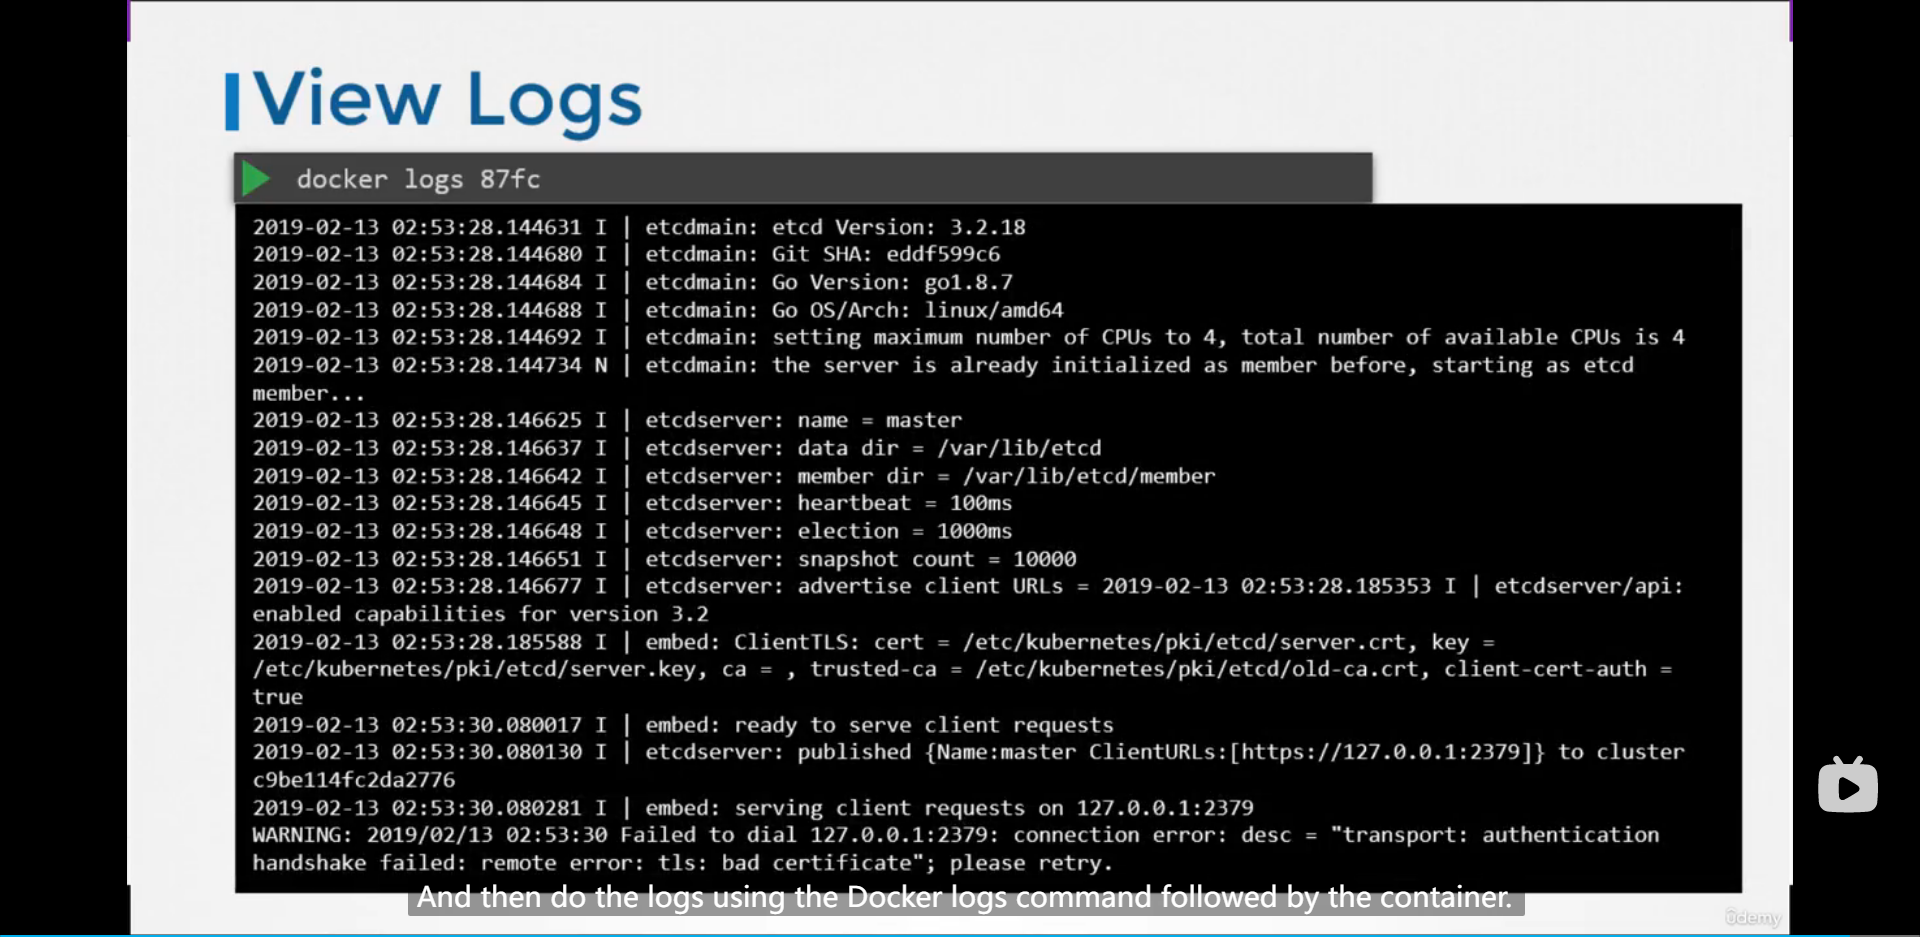 View Logs
docker logs 87fc
2019-02-13 02:53:28.144631 I | etcdmain: etcd Version: 3.2.18
2019-02-13 02:53:28.144680 I | etcdmain: Git SHA: eddf599c6
2019-02-13 02:53:28.144684 I | etcdmain: Go Version: go1.8.7
2019-02-13 02:53:28.144688 I | etcdmain: Go OS/Arch: linux/amd64
2019-02-13 02:53:28.144692 I | etcdmain: setting maximum number of CPUs to 4, total number of available CPUs is 4
2019-02-13 02:53:28.144734 N | etcdmain: the server is already initialized as member before, starting as etcd
member...
2019-02-13 02:53:28.146625 I | etcdserver: name = master
2019-02-13 02:53:28.146637 I | etcdserver: data dir = /var/lib/etcd
2019-02-13 02:53:28.146642 I | etcdserver: member dir = /var/lib/etcd/member
2019-02-13 02:53:28.146645 I | etcdserver: heartbeat = 100ms
2019-02-13 02:53:28.146648 I | etcdserver: election = 1000ms
2019-02-13 02:53:28.146651 I | etcdserver: snapshot count = 10000
2019-02-13 02:53:28.146677 I | etcdserver: advertise client URLs = 2019-02-13 02:53:28.185353 I | etcdserver/api:
enabled capabilities for version 3.2
2019-02-13 02:53:28.185588 I | embed: ClientTLS: cert = /etc/kubernetes/pki/etcd/server.crt, key =
/etc/kubernetes/pki/etcd/server.key, ca = , trusted-ca = /etc/kubernetes/pki/etcd/old-ca.crt, client-cert-auth =
true
2019-02-13 02:53:30.080017 I | embed: ready to serve client requests
2019-02-13 02:53:30.080130 I | etcdserver: published {Name:master ClientURLs:[https://127.0.0.1:2379]} to cluster
c9be114fc2da2776
2019-02-13 02:53:30.080281 I | embed: serving client requests on 127.0.0.1:2379
WARNING: 2019/02/13 02:53:30 Failed to dial 127.0.0.1:2379: connection error: desc = "transport: authentication
handshake failed: remote error: tls: bad certificate"; please retry.
And then do the logs using the Docker logs command followed by the container.
ûdemy